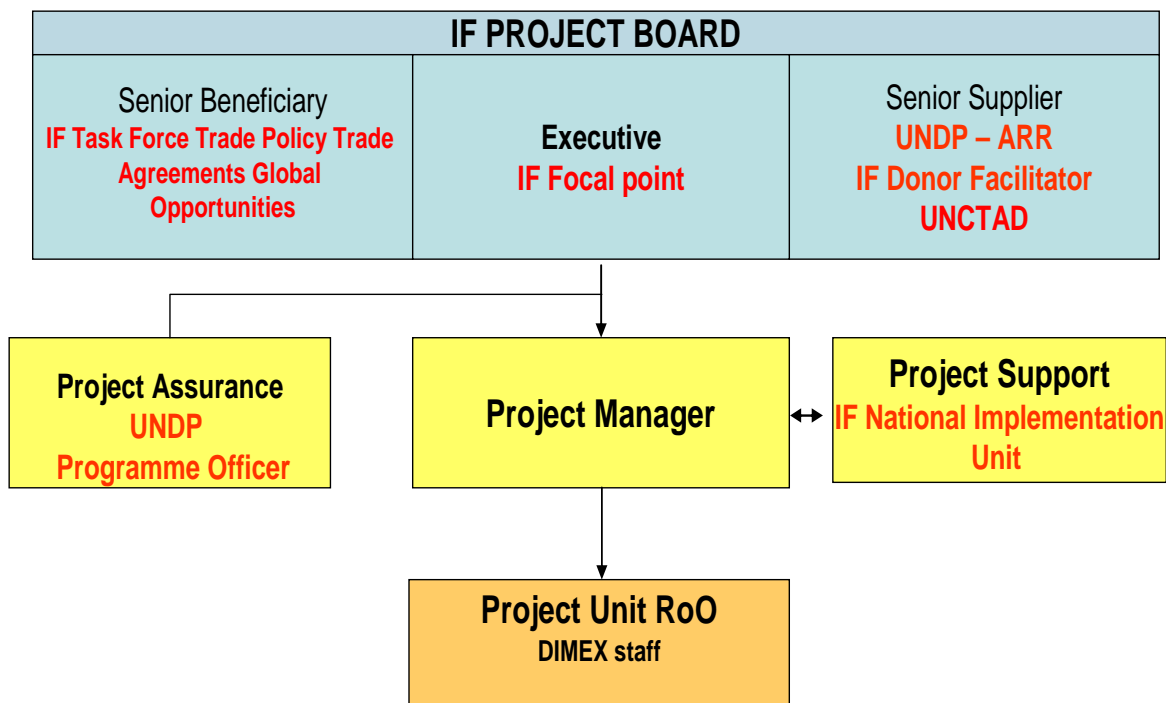 IF PROJECT BOARD
Senior Beneficiary
IF Task Force Trade Policy Trade
Agreements Global
Opportunities
Executive
IF Focal point
Senior Supplier
UNDP – ARR
IF Donor Facilitator
UNCTAD
Project Assurance
UNDP
Programme Officer
Project Manager
Project Support
IF National Implementation
Unit
Project Unit RoO
DIMEX staff